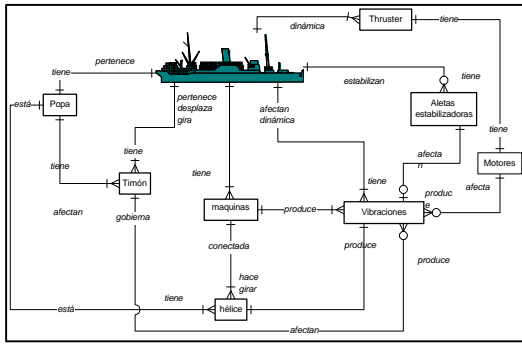 dinámica
Thruster
tiene
pertenece
tiene
estabilizan
tiene
está
Popa
pertenece
desplaza
gira
afectan
dinámica
Aletas
estabilizadoras
tiene
tiene
tiene
tiene
afecta
n
Motores
Timón
tiene
produc
e
afecta
afectan
gobierna
maquinas
produce
Vibraciones
conectada
produce
produce
hace
girar
tiene
está
hélice
afectan